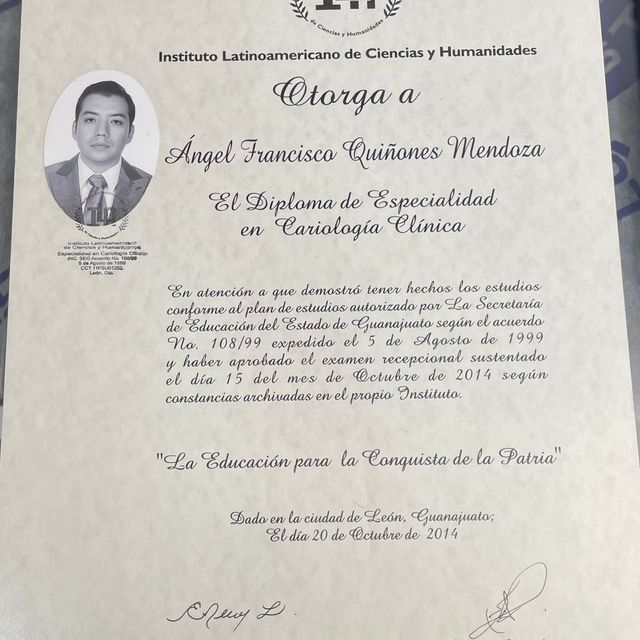 de Ciencias y Humanidades
Instituto Latinoamericano de Ciencias y Humanidades
Otorga a
Ángel Francisco Quiñones Mendoza
El Diploma de Especialidad
en Cariología Clínica
Instituto Latinoamericano
de Ciencias y Humanidades
Especialidad en Cariología Clínica
INC. SEG Acuerdo No. 108/99
5 de Agosto de 1999
León, Gto.
En atención a que demostró tener hechos los estudios
conforme al plan de estudios autorizado por La Secretaría
de Educación del Estado de Guanajuato según el acuerdo
No. 108/99 expedido el 5 de Agosto de 1999
y haber aprobado el examen recepcional sustentado
el día 15 del mes de Octubre de 2014 según
constancias archivadas en el propio Instituto.
"La Educación para la Conquista de la Patria"
Dado en la ciudad de León, Guanajuato;
El día 20 de Octubre de 2014